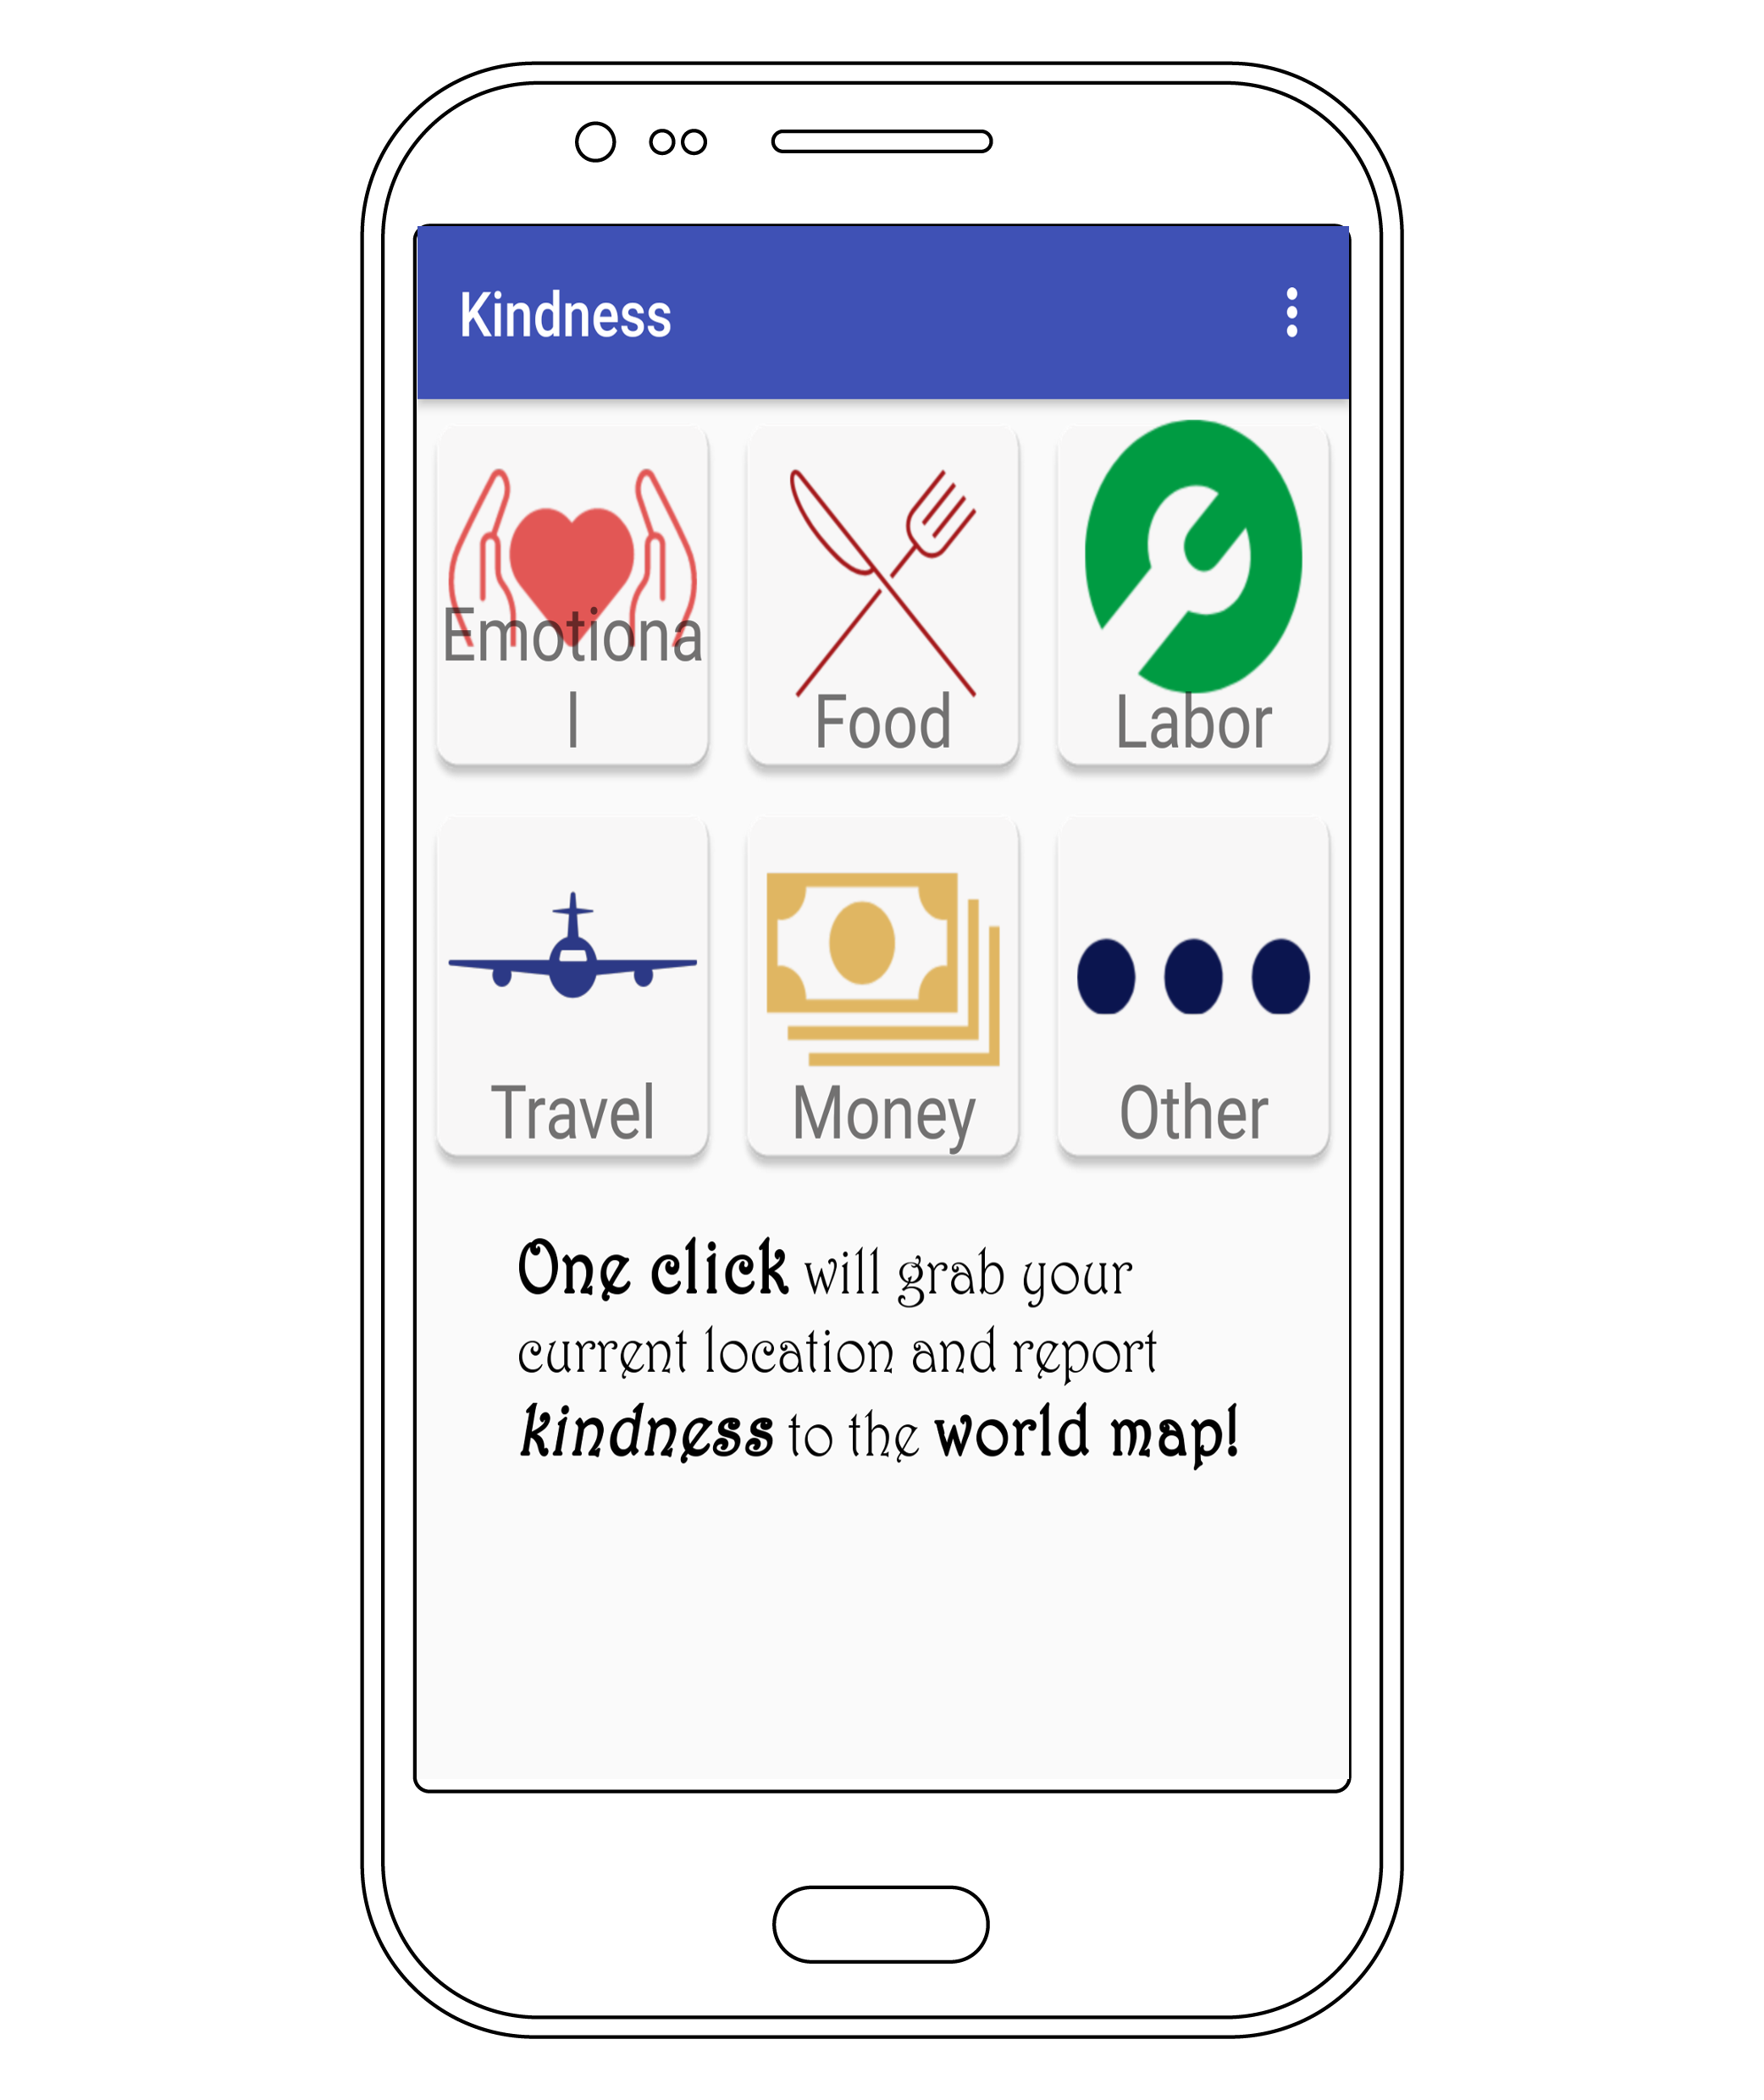 Kindness
Emotiona
l
Food
Labor
Travel
Money
Other
One click will grab your
current location and report
kindness to the world map!